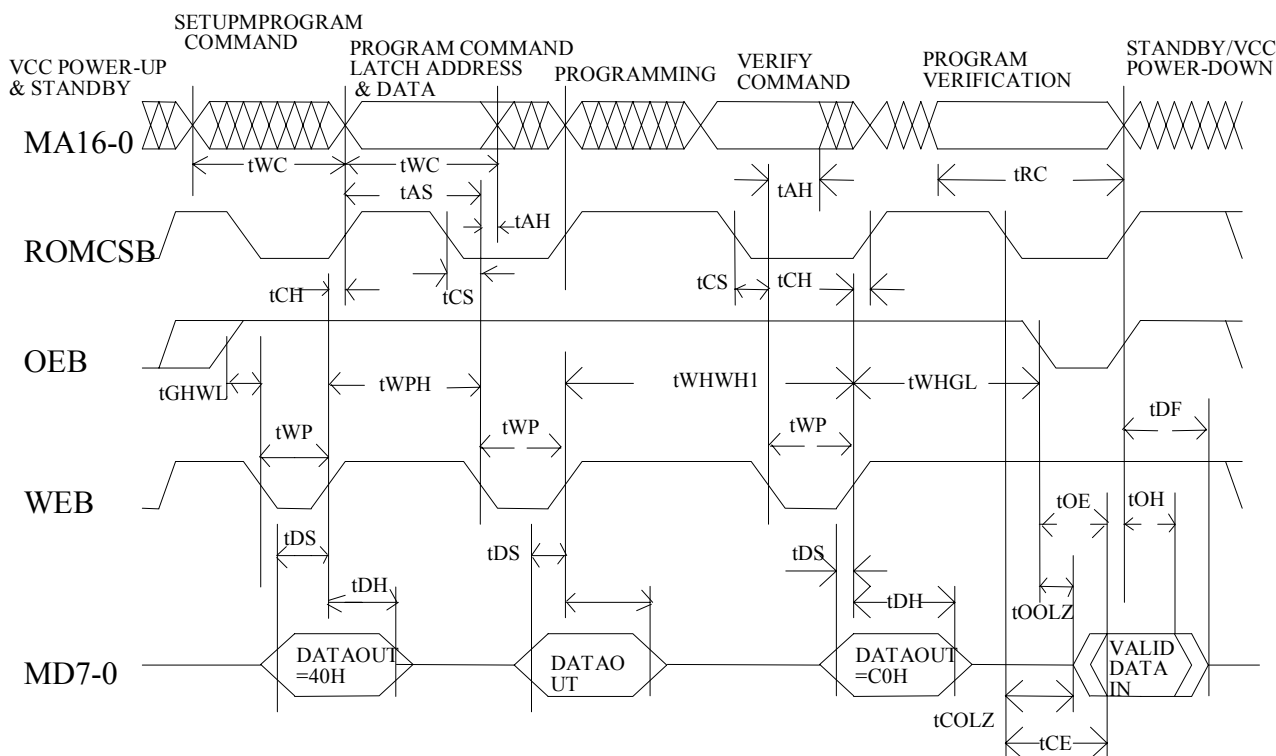 SETUPMPROGRAM
COMMAND
VCC POWER-UP
& STANDBY
PROGRAM COMMAND
LATCH ADDRESS
& DATA
PROGRAMMING
VERIFY
COMMAND
PROGRAM
VERIFICATION
STANDBY/VCC
POWER-DOWN
MA16-0
tWC
tWC
tAS
tAH
tAH
tRC
ROMCSB
tCH
tCS
tCS
tCH
OEB
tGHWL
tWPH
tWHWH1
tWHGL
tDF
tWP
tWP
tWP
WEB
tOE
tOH
tDS
tDS
tDS
tDH
tDH
tOOLZ
MD7-0
DATAOUT
=40H
DATAO
UT
DATAOUT
=C0H
VALID
DATA
IN
tCOLZ
tCE